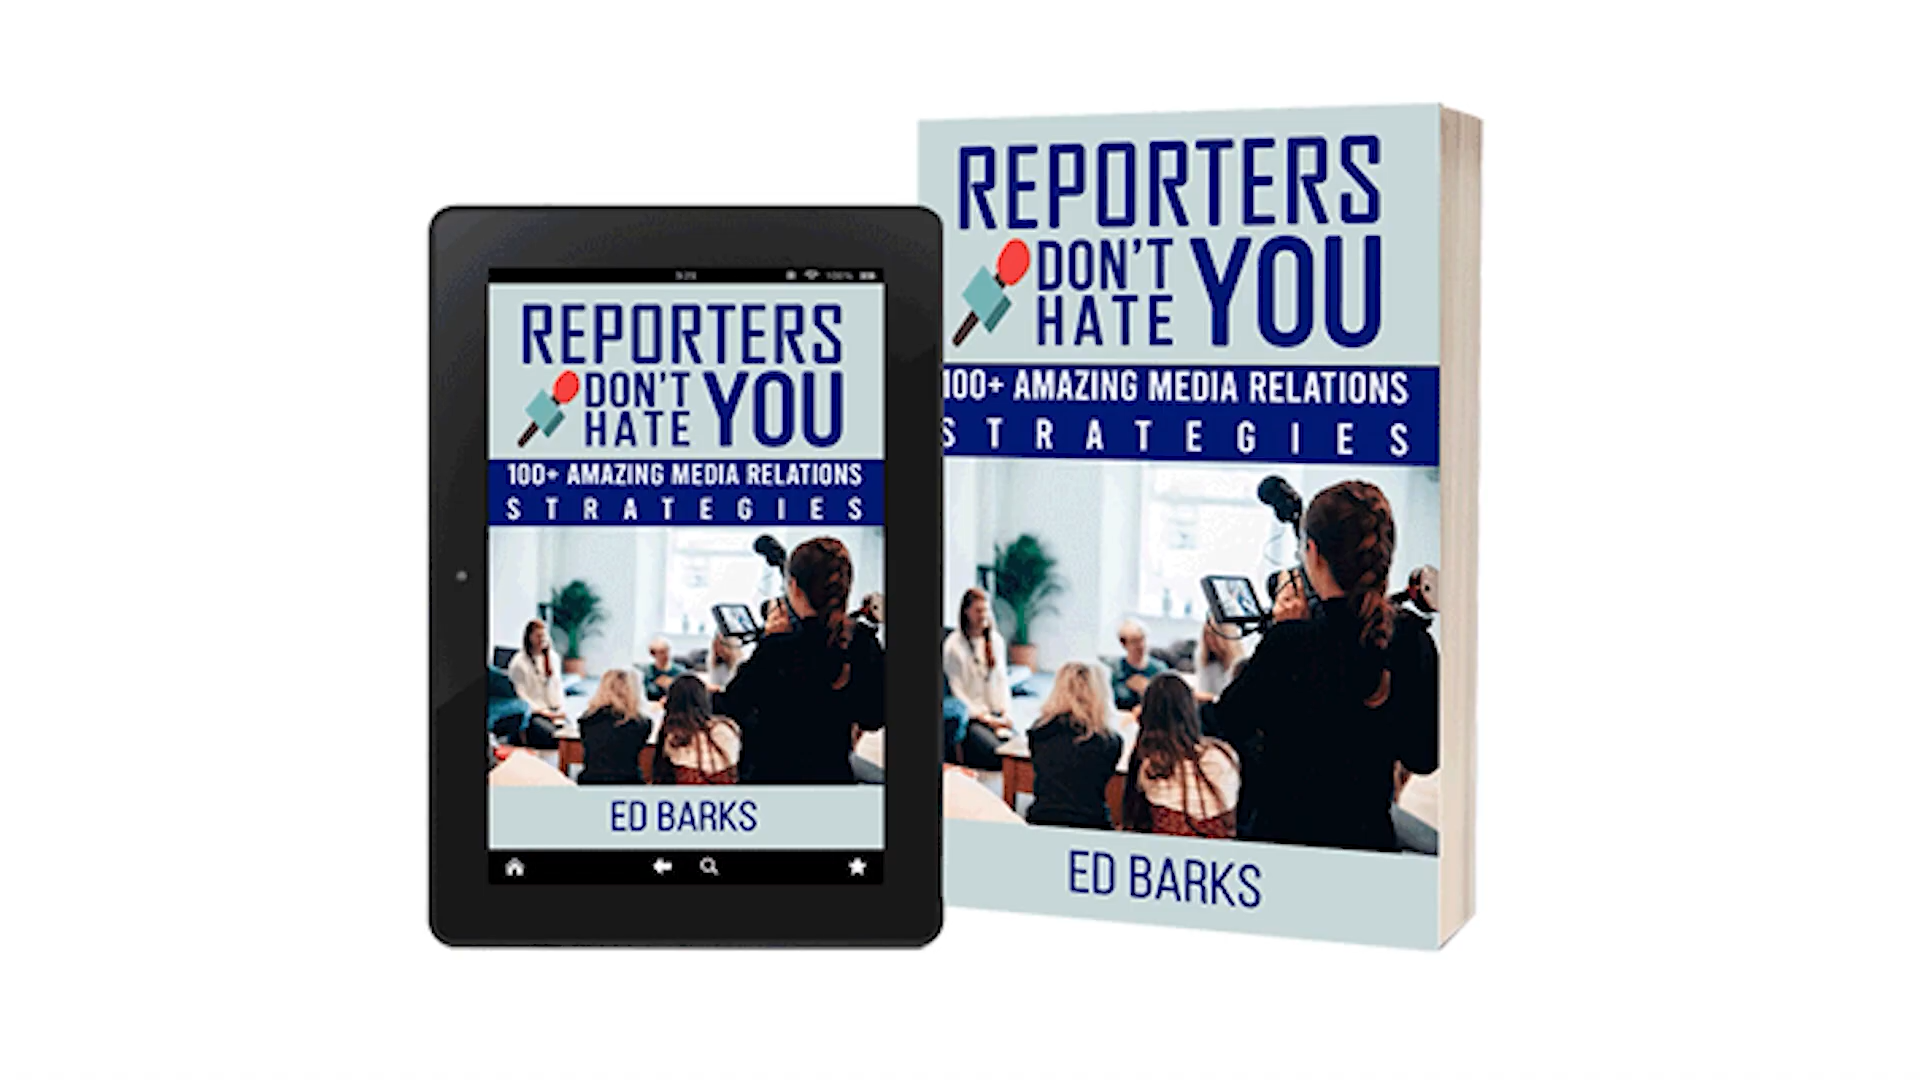 REPORTERS
DON'T
HATE
YOU
100+ AMAZING MEDIA RELATIONS
STRATEGIES
ED BARKS
REPORTERS
DON'T
HATE
YOU
100+ AMAZING MEDIA RELATIONS
STRATEGIES
ED BARKS